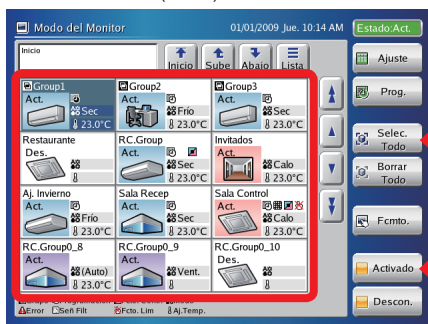 Modo del Monitor 01/01/2009 Jue. 10:14 AM Estado:Act.
Inicio
Inicio Sube Abajo Lista
Group1 Group2 Group3
Act. Act. Act.
Sec Frío Sec
23.0°C 23.0°C 23.0°C
Restaurante RC.Group Invitados
Des. Act. Act.
Sec Calo
23.0°C 23.0°C
Aj. Invierno Sala Recep Sala Control
Act. Act. Act.
Frío Sec Calo
23.0°C 23.0°C 23.0°C
RC.Group0_8 RC.Group0_9 RC.Group0_10
Act. Act. Des.
(Auto) Vent.
23.0°C
Error Señ Filt Fcto. Lim Aj.Temp.
Ajuste
Prog.
Selec.
Todo
Borrar
Todo
Fcmto.
Activado
Descon.